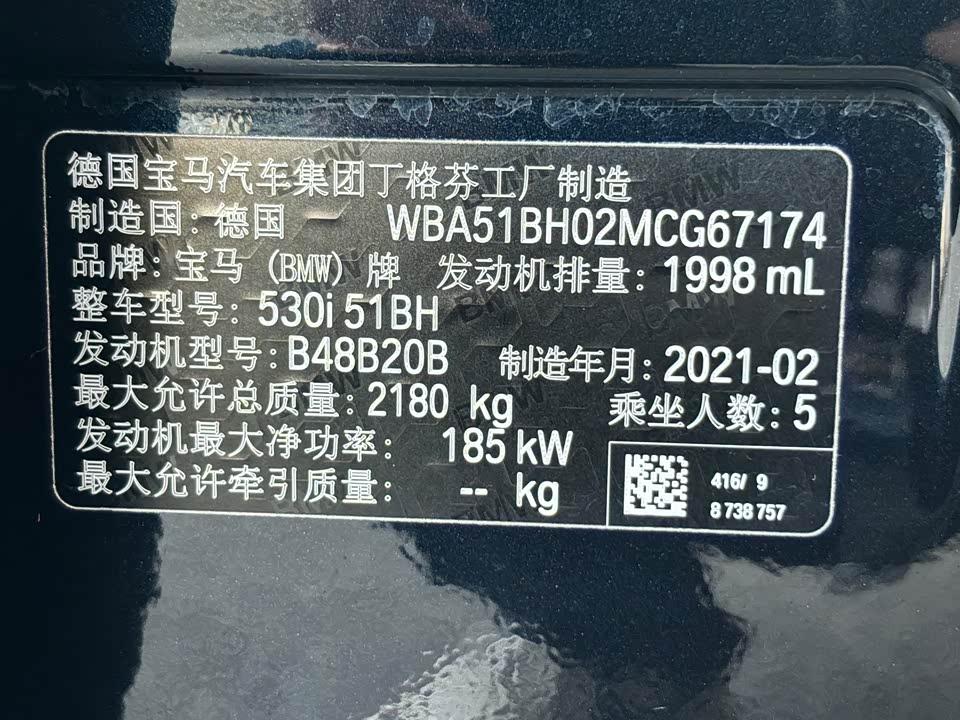 德国宝马汽车集团丁格芬工厂制造
制造国：德国 WBA51BH02MCG67174
品牌：宝马 (BMW) 牌 发动机排量：1998 mL
整车型号：530i 51BH
发动机型号：B48B20B 制造年月：2021-02
最大允许总质量：2180 kg 乘坐人数：5
发动机最大净功率： 185 kW
最大允许牵引质量： -- kg
416/ 9
8 738 757